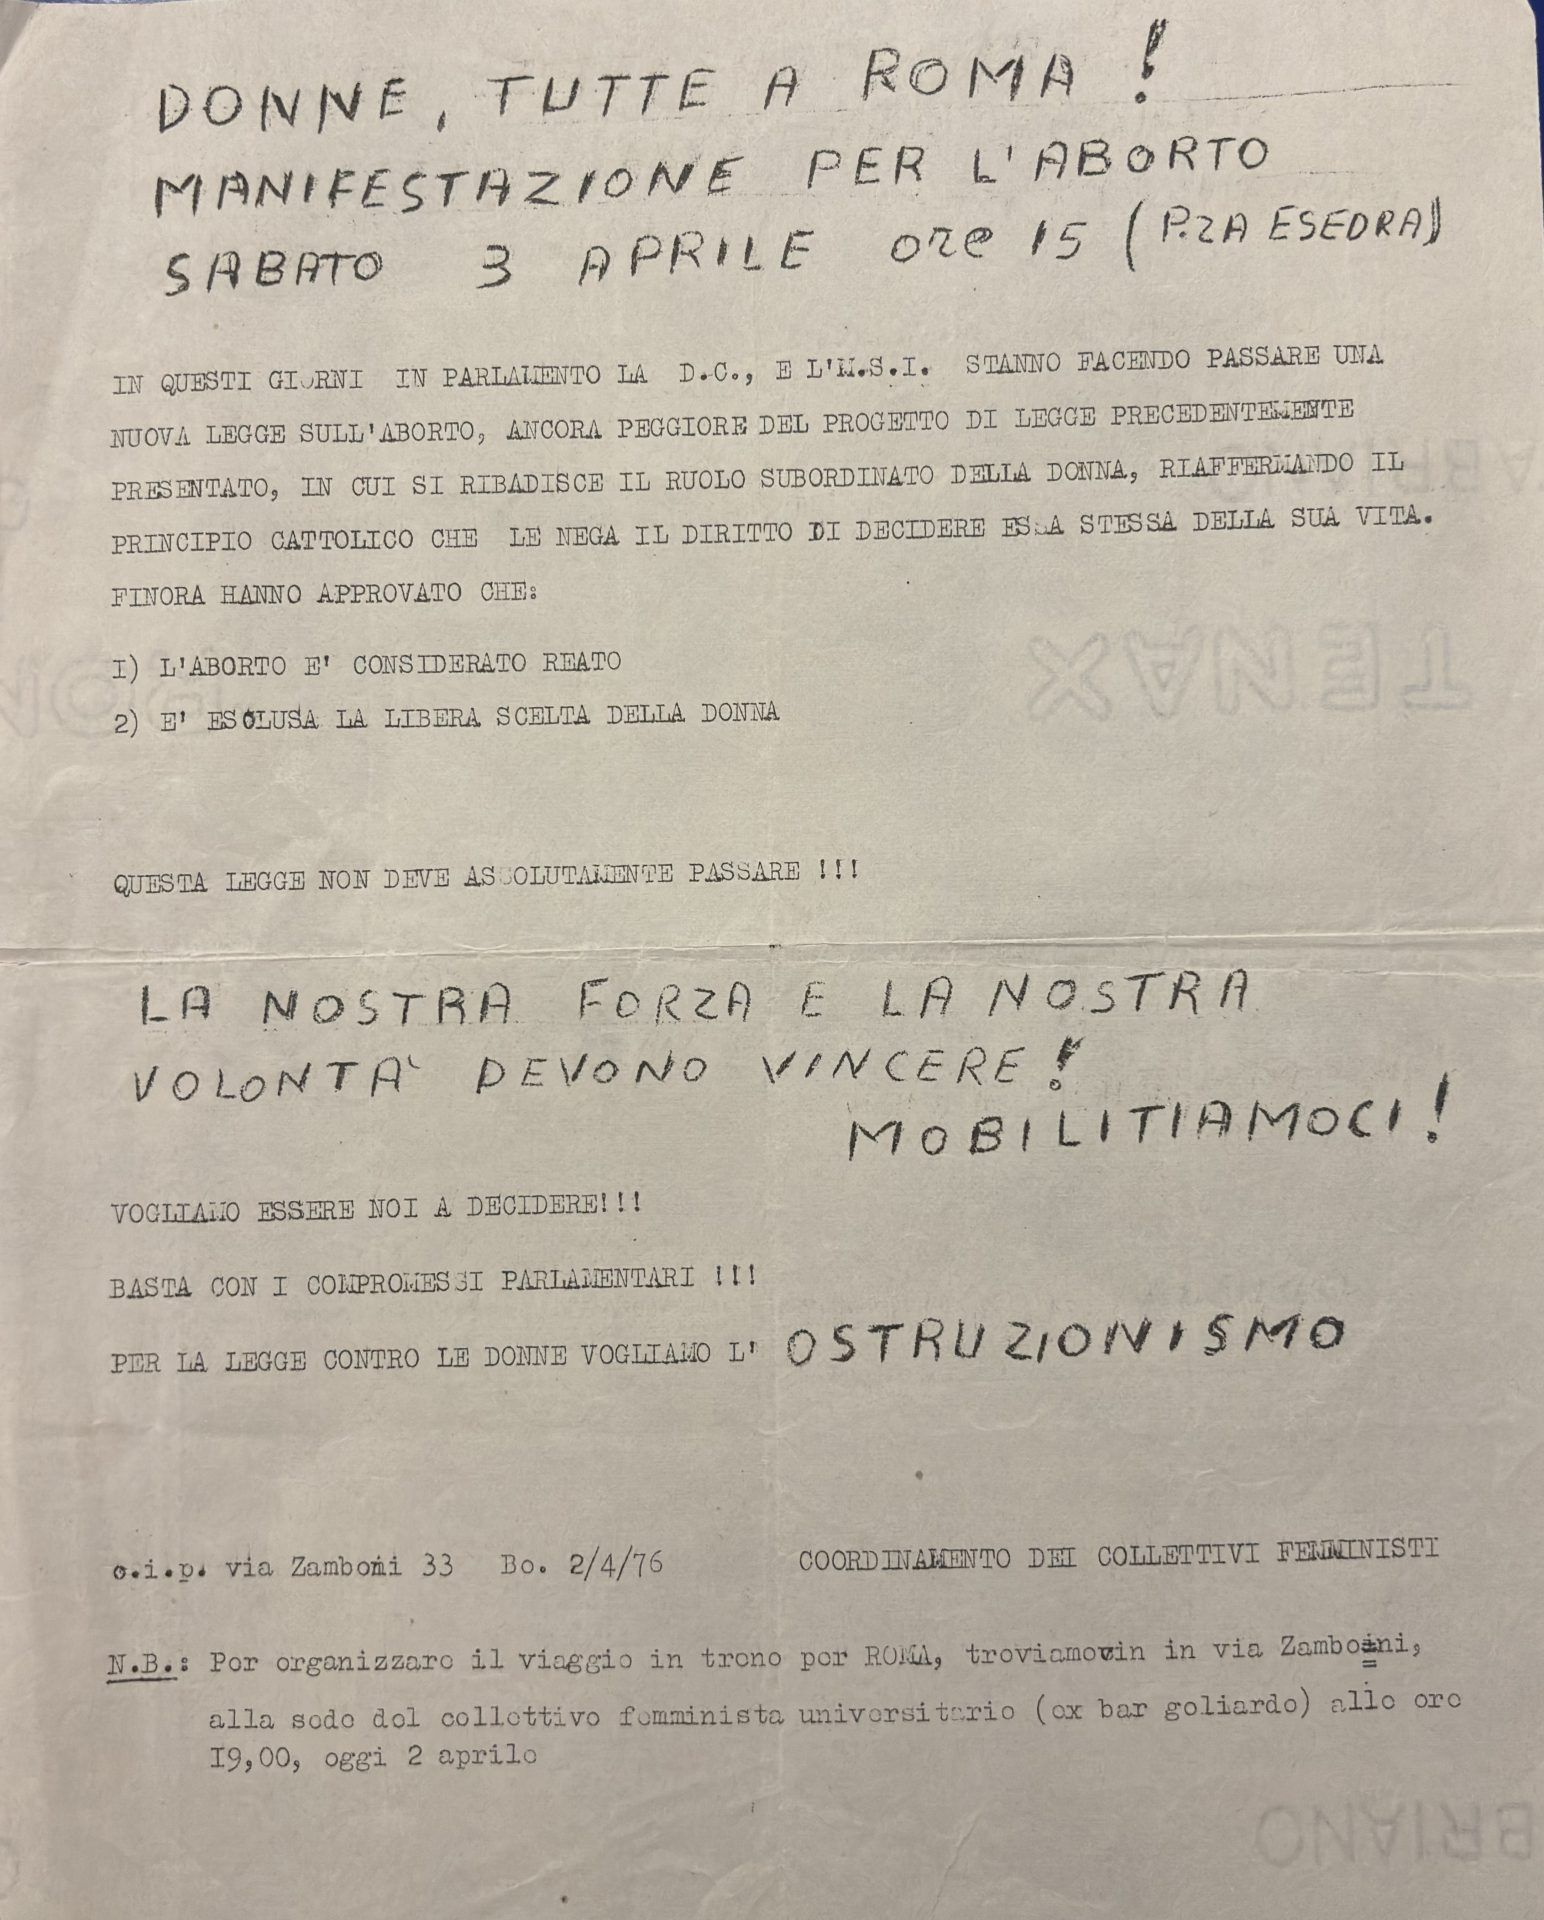 DONNE, TUTTE A ROMA!
MANIFESTAZIONE PER L'ABORTO
SABATO 3 APRILE ore 15 (P.ZA ESEDRA)
IN QUESTI GIORNI IN PARLAMENTO LA D.C., E L'M.S.I. STANNO FACENDO PASSARE UNA
NUOVA LEGGE SULL'ABORTO, ANCORA PEGGIORE DEL PROGETTO DI LEGGE PRECEDENTEMENTE
PRESENTATO, IN CUI SI RIBADISCE IL RUOLO SUBORDINATO DELLA DONNA, RIAFFERMANDO IL
PRINCIPIO CATTOLICO CHE LE NEGA IL DIRITTO DI DECIDERE ESSA STESSA DELLA SUA VITA.
FINORA HANNO APPROVATO CHE:
I) L'ABORTO E' CONSIDERATO REATO
2) E' ESCLUSA LA LIBERA SCELTA DELLA DONNA
QUESTA LEGGE NON DEVE ASSOLUTAMENTE PASSARE !!!
LA NOSTRA FORZA E LA NOSTRA
VOLONTA' DEVONO VINCERE!
MOBILITIAMOCI!
VOGLIAMO ESSERE NOI A DECIDERE!!!
BASTA CON I COMPROMESSI PARLAMENTARI !!!
PER LA LEGGE CONTRO LE DONNE VOGLIAMO L' OSTRUZIONISMO
c.i.p. via Zamboni 33 Bo. 2/4/76 COORDINAMENTO DEI COLLETTIVI FEMMINISTI
N.B.: Per organizzare il viaggio in treno per ROMA, troviamovin in via Zamboini,
alla sede del collettivo femminista universitario (ex bar goliardo) alle ore
I9,00, oggi 2 aprile
TENAX
BRIANO